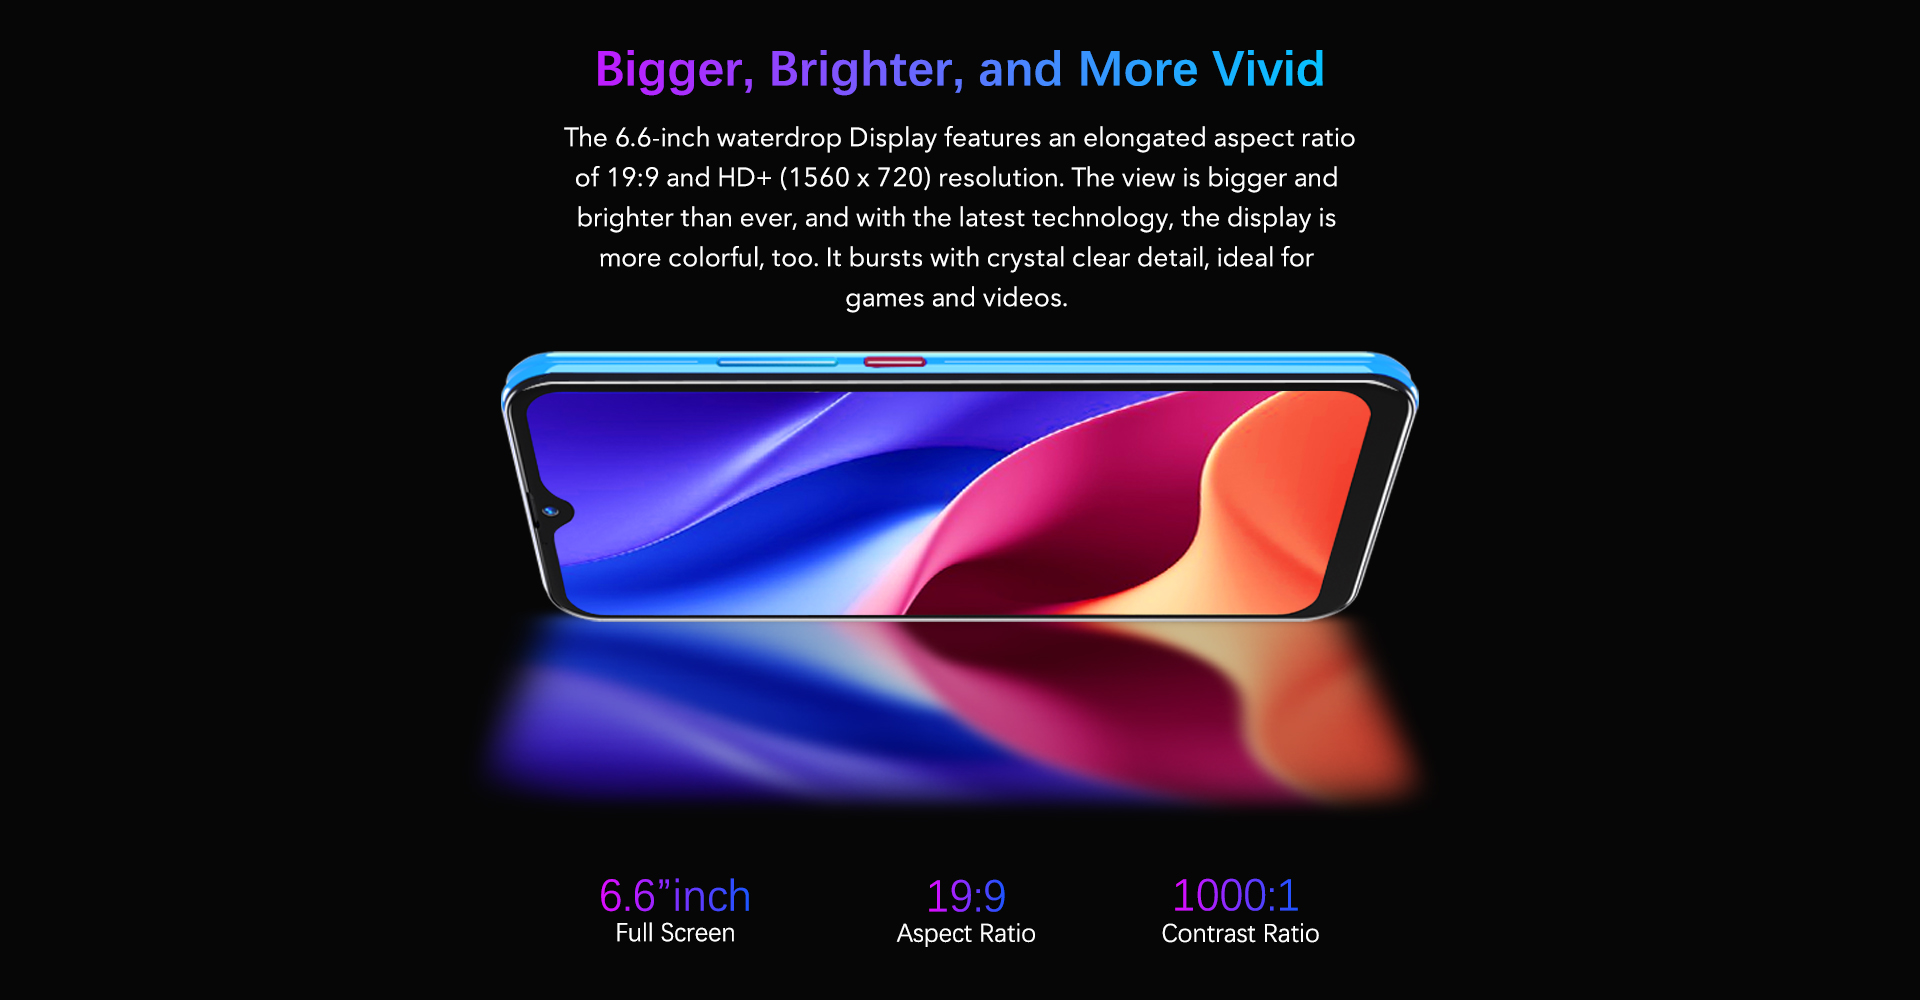 Bigger, Brighter, and More Vivid
The 6.6-inch waterdrop Display features an elongated aspect ratio
of 19:9 and HD+ (1560 x 720) resolution. The view is bigger and
brighter than ever, and with the latest technology, the display is
more colorful, too. It bursts with crystal clear detail, ideal for
games and videos.
6.6”inch
Full Screen
19:9
Aspect Ratio
1000:1
Contrast Ratio